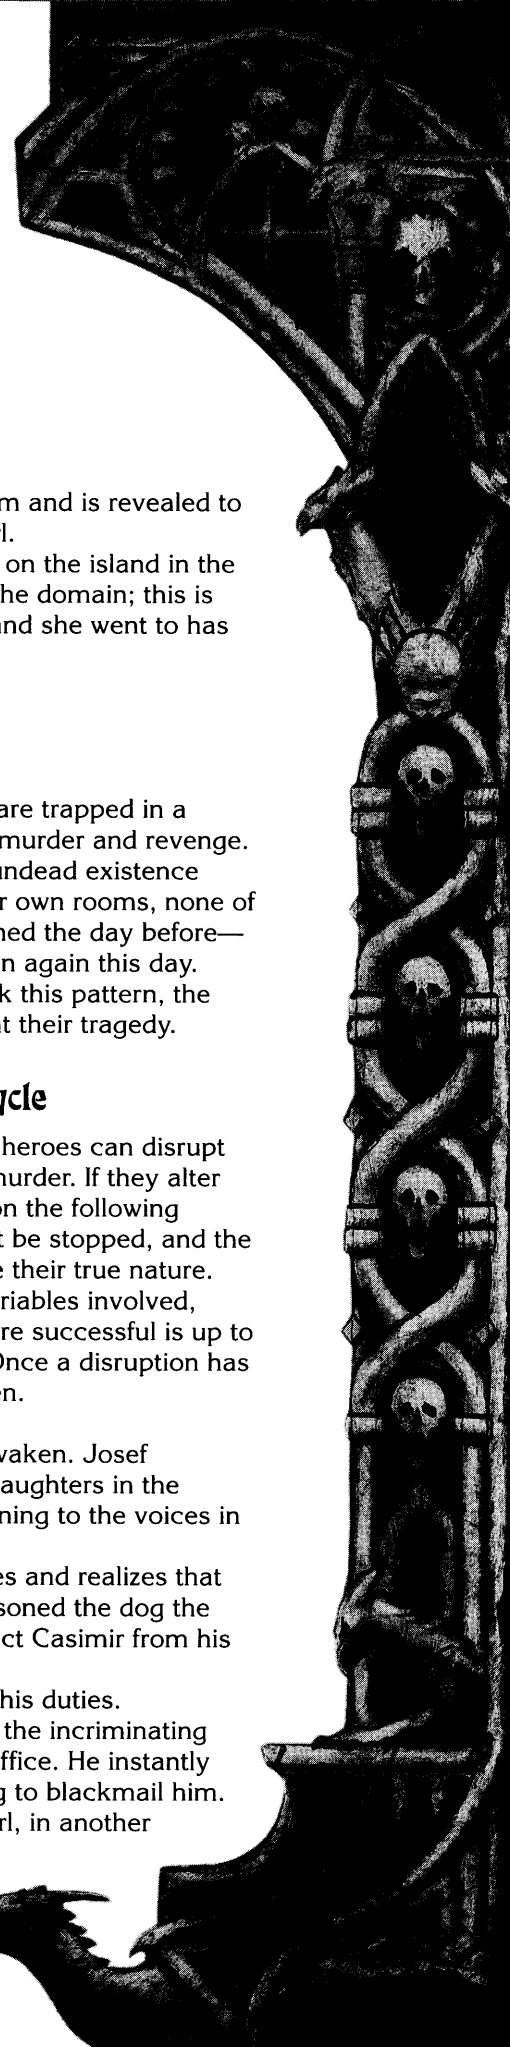 m and is revealed to
l.
on the island in the
he domain; this is
and she went to has
are trapped in a
murder and revenge.
undead existence
r own rooms, none of
ned the day before—
n again this day.
k this pattern, the
t their tragedy.
ycle
heroes can disrupt
murder. If they alter
on the following
t be stopped, and the
e their true nature.
riables involved,
re successful is up to
Once a disruption has
en.
waken. Josef
aughters in the
ning to the voices in
es and realizes that
soned the dog the
ct Casimir from his
his duties.
the incriminating
ffice. He instantly
g to blackmail him.
rl, in another